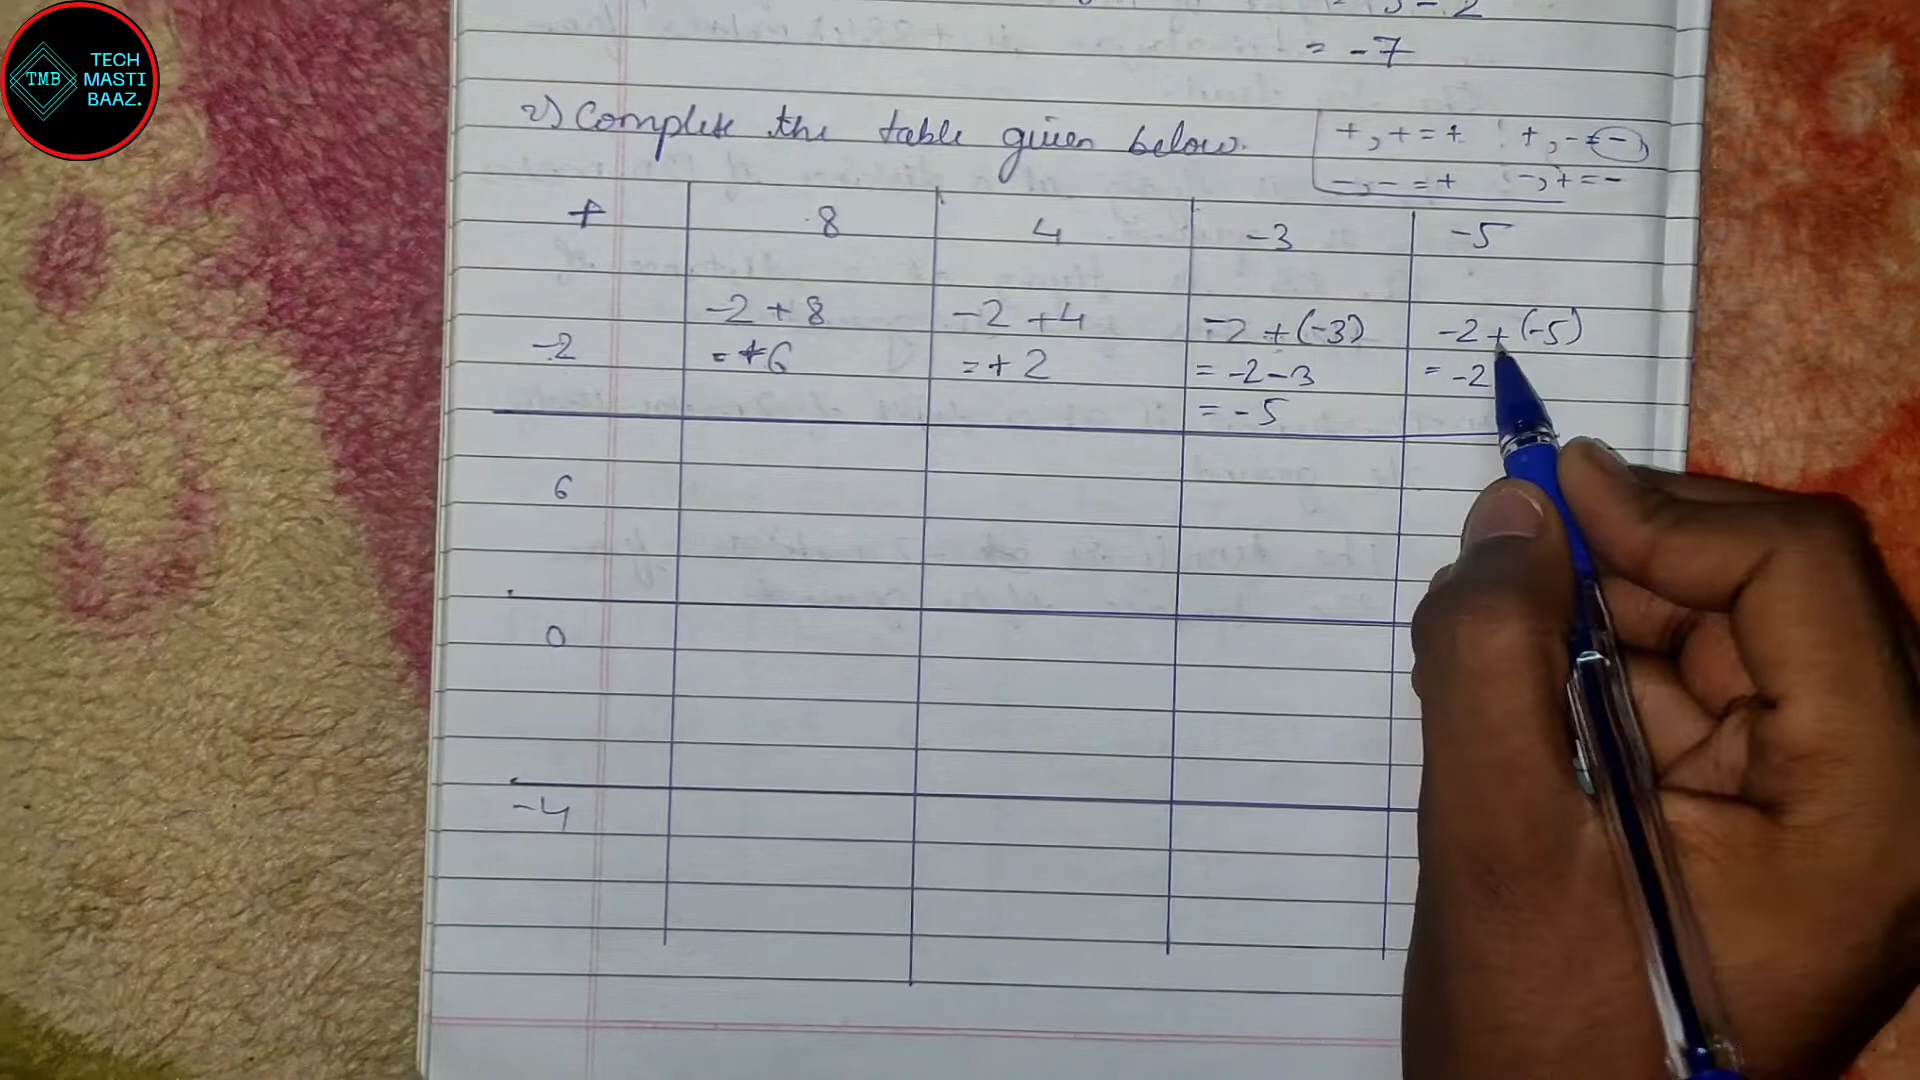 TMB
TECH
MASTI
BAAZ.
= -7
2) Complete the table given below.
+, + = + +, - = -
-, - = + -, + = -
+ 8 4 -3 -5
-2 + 8 -2 + 4 -2 + (-3) -2 + (-5)
-2 = +6 = + 2 = -2 - 3 = -2
= -5
6
0
-4